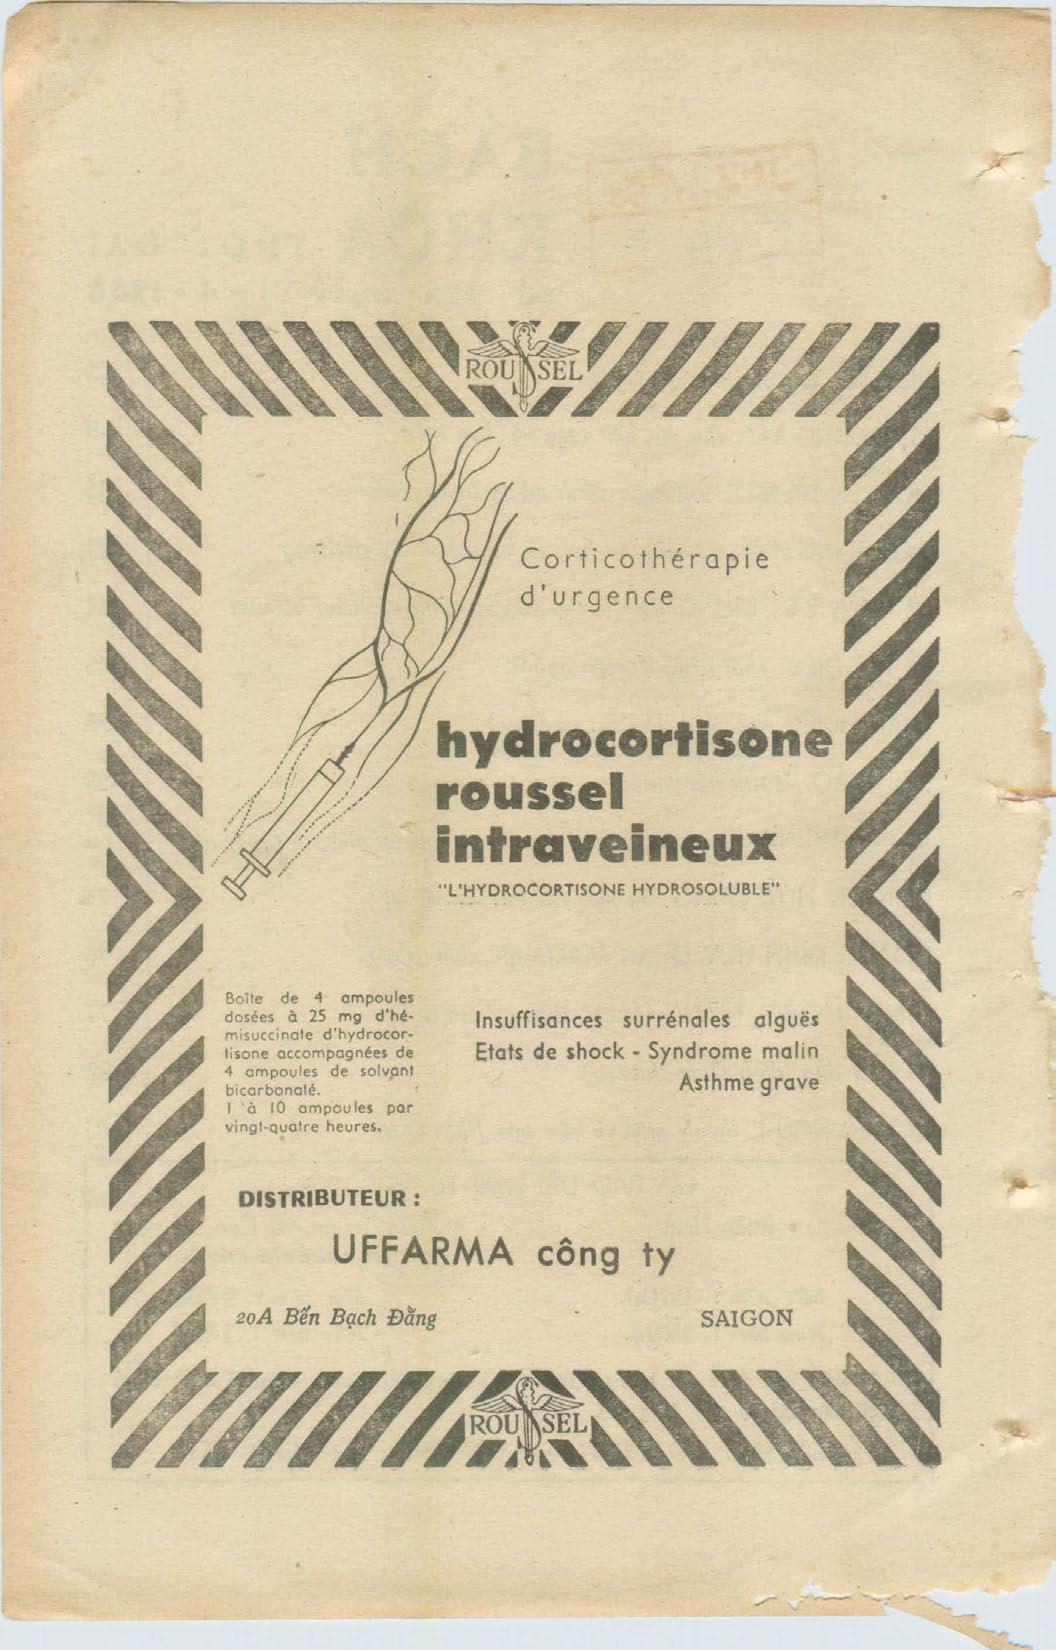 ROUSSEL
Corticothérapie
d'urgence
hydrocortisone
roussel
intraveineux
"L'HYDROCORTISONE HYDROSOLUBLE"
Boîte de 4 ampoules
dosées à 25 mg d'hé-
misuccinate d'hydrocor-
tisone accompagnées de
4 ampoules de solvant
bicarbonaté.
1 à 10 ampoules par
vingt-quatre heures.
Insuffisances surrénales aiguës
Etats de shock - Syndrome malin
Asthme grave
DISTRIBUTEUR :
UFFARMA công ty
20A Bến Bạch Đằng SAIGON
ROUSSEL